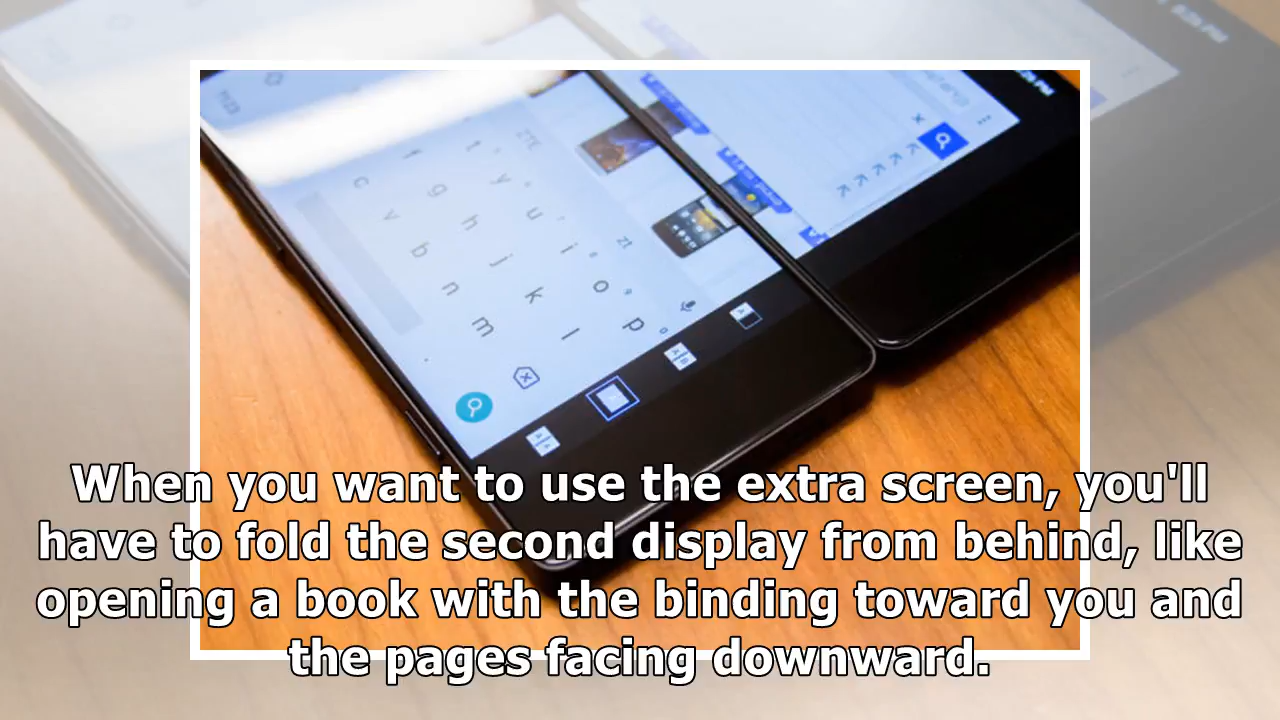 ZTE
y
u
g
h
i
j
o
c
v
b
n
m
k
l
p
When you want to use the extra screen, you'll
have to fold the second display from behind, like
opening a book with the binding toward you and
the pages facing downward.